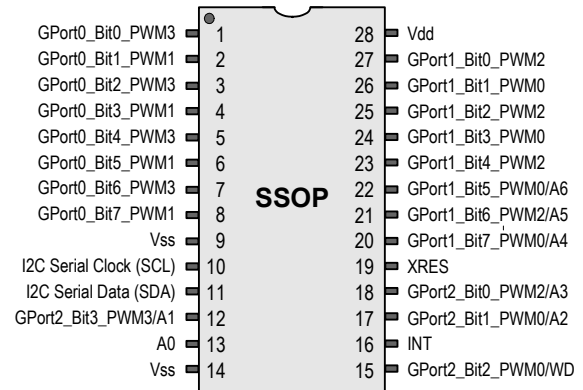 GPort0_Bit0_PWM3 1 28 Vdd
GPort0_Bit1_PWM1 2 27 GPort1_Bit0_PWM2
GPort0_Bit2_PWM3 3 26 GPort1_Bit1_PWM0
GPort0_Bit3_PWM1 4 25 GPort1_Bit2_PWM2
GPort0_Bit4_PWM3 5 24 GPort1_Bit3_PWM0
GPort0_Bit5_PWM1 6 23 GPort1_Bit4_PWM2
GPort0_Bit6_PWM3 7 SSOP 22 GPort1_Bit5_PWM0/A6
GPort0_Bit7_PWM1 8 21 GPort1_Bit6_PWM2/A5
Vss 9 20 GPort1_Bit7_PWM0/A4
I2C Serial Clock (SCL) 10 19 XRES
I2C Serial Data (SDA) 11 18 GPort2_Bit0_PWM2/A3
GPort2_Bit3_PWM3/A1 12 17 GPort2_Bit1_PWM0/A2
A0 13 16 INT
Vss 14 15 GPort2_Bit2_PWM0/WD